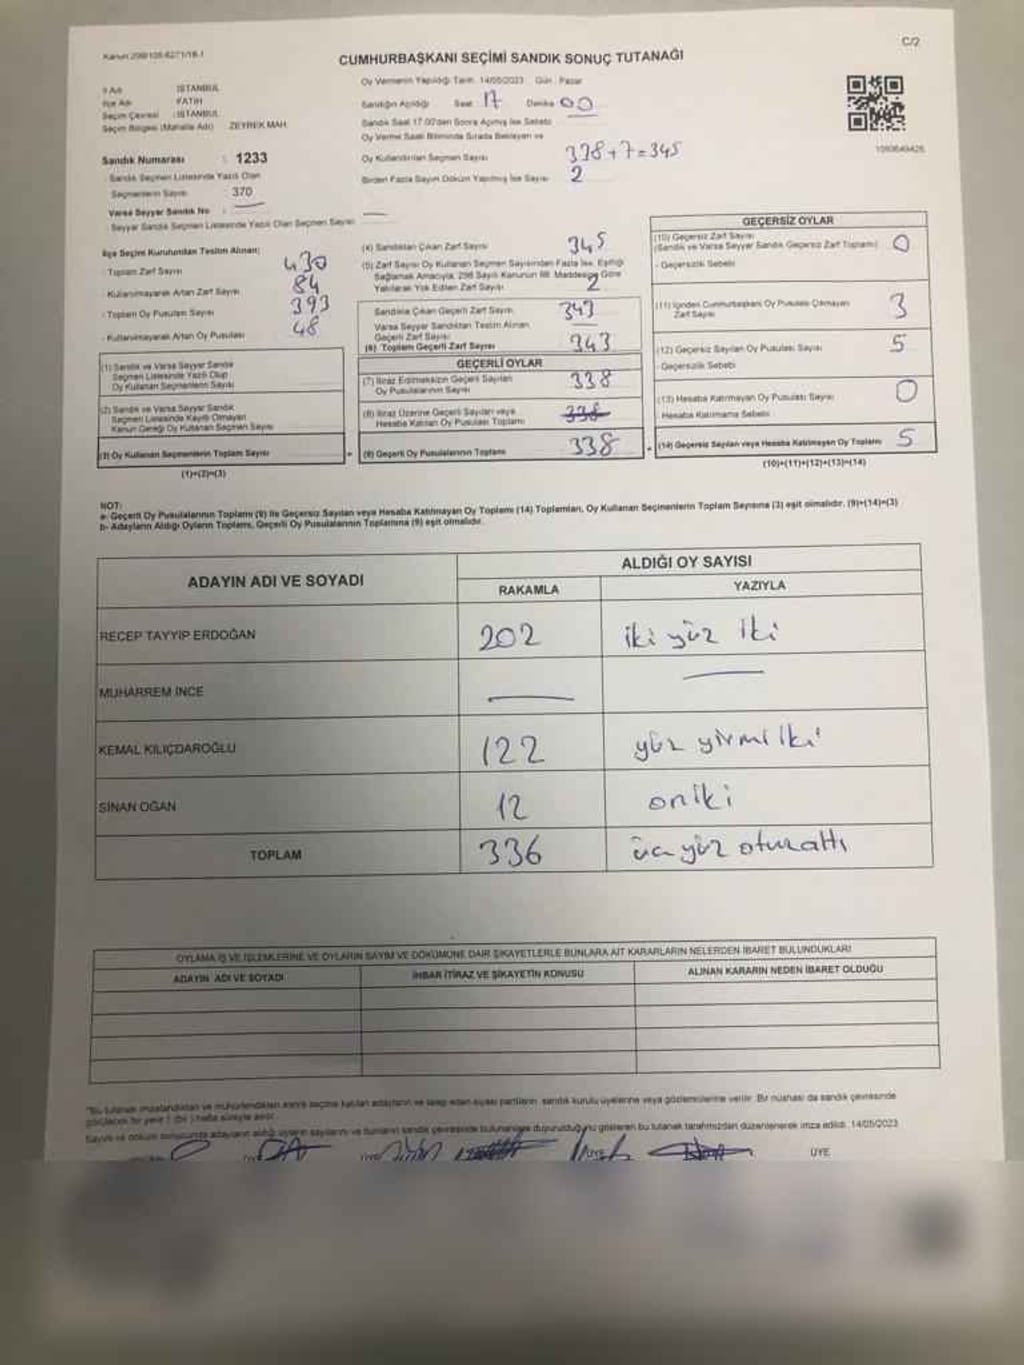 Kanun:298/105-6271/18-1
C/2
CUMHURBAŞKANI SEÇİMİ SANDIK SONUÇ TUTANAĞI
İl Adı : İSTANBUL
İlçe Adı : FATİH
Seçim Çevresi : İSTANBUL
Seçim Bölgesi (Mahalle Adı) ZEYREK MAH.
Sandık Numarası : 1233
Sandık Seçmen Listesinde Yazılı Olan
Seçmenlerin Sayısı 370
Varsa Seyyar Sandık No :
Seyyar Sandık Seçmen Listesinde Yazılı Olan Seçmen Sayısı
Oy Vermenin Yapıldığı Tarih 14/05/2023 Gün : Pazar
Sandığın Açıldığı Saat 17 Dakika 00
Sandık Saat 17.00'den Sonra Açılmış İse Sebebi
Oy Verme Saati Bitiminde Sırada Bekleyen ve
Oy Kullandırılan Seçmen Sayısı 338+7=345
Birden Fazla Sayım Döküm Yapılmış İse Sayısı 2
1080649426
İlçe Seçim Kurulundan Teslim Alınan;
- Toplam Zarf Sayısı 430
- Kullanılmayarak Artan Zarf Sayısı 84
- Toplam Oy Pusulası Sayısı 393
- Kullanılmayarak Artan Oy Pusulası 48
(1) Sandık ve Varsa Seyyar Sandık
Seçmen Listesinde Yazılı Olup
Oy Kullanan Seçmenlerin Sayısı
(2) Sandık ve Varsa Seyyar Sandık
Seçmen Listesinde Kayıtlı Olmayan
Kanun Gereği Oy Kullanan Seçmen Sayısı
(3) Oy Kullanan Seçmenlerin Toplam Sayısı
(1)+(2)=(3)
(4) Sandıktan Çıkan Zarf Sayısı 345
(5) Zarf Sayısı Oy Kullanan Seçmen Sayısından Fazla İse, Eşitliği
Sağlamak Amacıyla, 298 Sayılı Kanunun 98. Maddesine Göre
Yakılarak Yok Edilen Zarf Sayısı 2
Sandıkta Çıkan Geçerli Zarf Sayısı 343
Varsa Seyyar Sandıktan Teslim Alınan
Geçerli Zarf Sayısı
(6) Toplam Geçerli Zarf Sayısı 343
GEÇERLİ OYLAR
(7) İtiraz Edilmeksizin Geçerli Sayılan
Oy Pusulalarının Sayısı 338
(8) İtiraz Üzerine Geçerli Sayılan veya
Hesaba Katılan Oy Pusulası Toplamı 338
(9) Geçerli Oy Pusulalarının Toplamı 338
GEÇERSİZ OYLAR
(10) Geçersiz Zarf Sayısı
(Sandık ve Varsa Seyyar Sandık Geçersiz Zarf Toplamı) 0
- Geçersizlik Sebebi
(11) İçinden Cumhurbaşkanı Oy Pusulası Çıkmayan
Zarf Sayısı 3
(12) Geçersiz Sayılan Oy Pusulası Sayısı 5
- Geçersizlik Sebebi
(13) Hesaba Katılmayan Oy Pusulası Sayısı 0
Hesaba Katılmama Sebebi
(14) Geçersiz Sayılan veya Hesaba Katılmayan Oy Toplamı 5
(10)+(11)+(12)+(13)=(14)
NOT:
a- Geçerli Oy Pusulalarının Toplamı (9) ile Geçersiz Sayılan veya Hesaba Katılmayan Oy Toplamı (14) Toplamları, Oy Kullanan Seçmenlerin Toplam Sayısına (3) eşit olmalıdır. (9)+(14)=(3)
b- Adayların Aldığı Oyların Toplamı, Geçerli Oy Pusulalarının Toplamına (9) eşit olmalıdır.
ADAYIN ADI VE SOYADI ALDIĞI OY SAYISI
RAKAMLA YAZIYLA
RECEP TAYYİP ERDOĞAN 202 iki yüz iki
MUHARREM İNCE
KEMAL KILIÇDAROĞLU 122 yüz yirmi iki
SİNAN OĞAN 12 oniki
TOPLAM 336 üç yüz otuzaltı
OYLAMA İŞ VE İŞLEMLERİNE VE OYLARIN SAYIM VE DÖKÜMÜNE DAİR ŞİKAYETLERLE BUNLARA AİT KARARLARIN NELERDEN İBARET BULUNDUKLARI
ADAYIN ADI VE SOYADI İHBAR İTİRAZ VE ŞİKAYETİN KONUSU ALINAN KARARIN NEDEN İBARET OLDUĞU
"Bu tutanak imzalandıktan ve mühürlendikten sonra seçime katılan adayların ve talep eden siyasi partilerin sandık kurulu üyelerine veya gözlemcilerine verilir. Bir nüshası da sandık çevresinde
görülecek bir yere 1 (bir) hafta süreyle asılır.
Sayım ve döküm sonucunda adayların aldığı oyların sayılarını ve bunların sandık çevresinde bulunanlara duyurulduğunu gösteren bu tutanak tarafımızdan düzenlenerek imza edildi. 14/05/2023
ÜYE